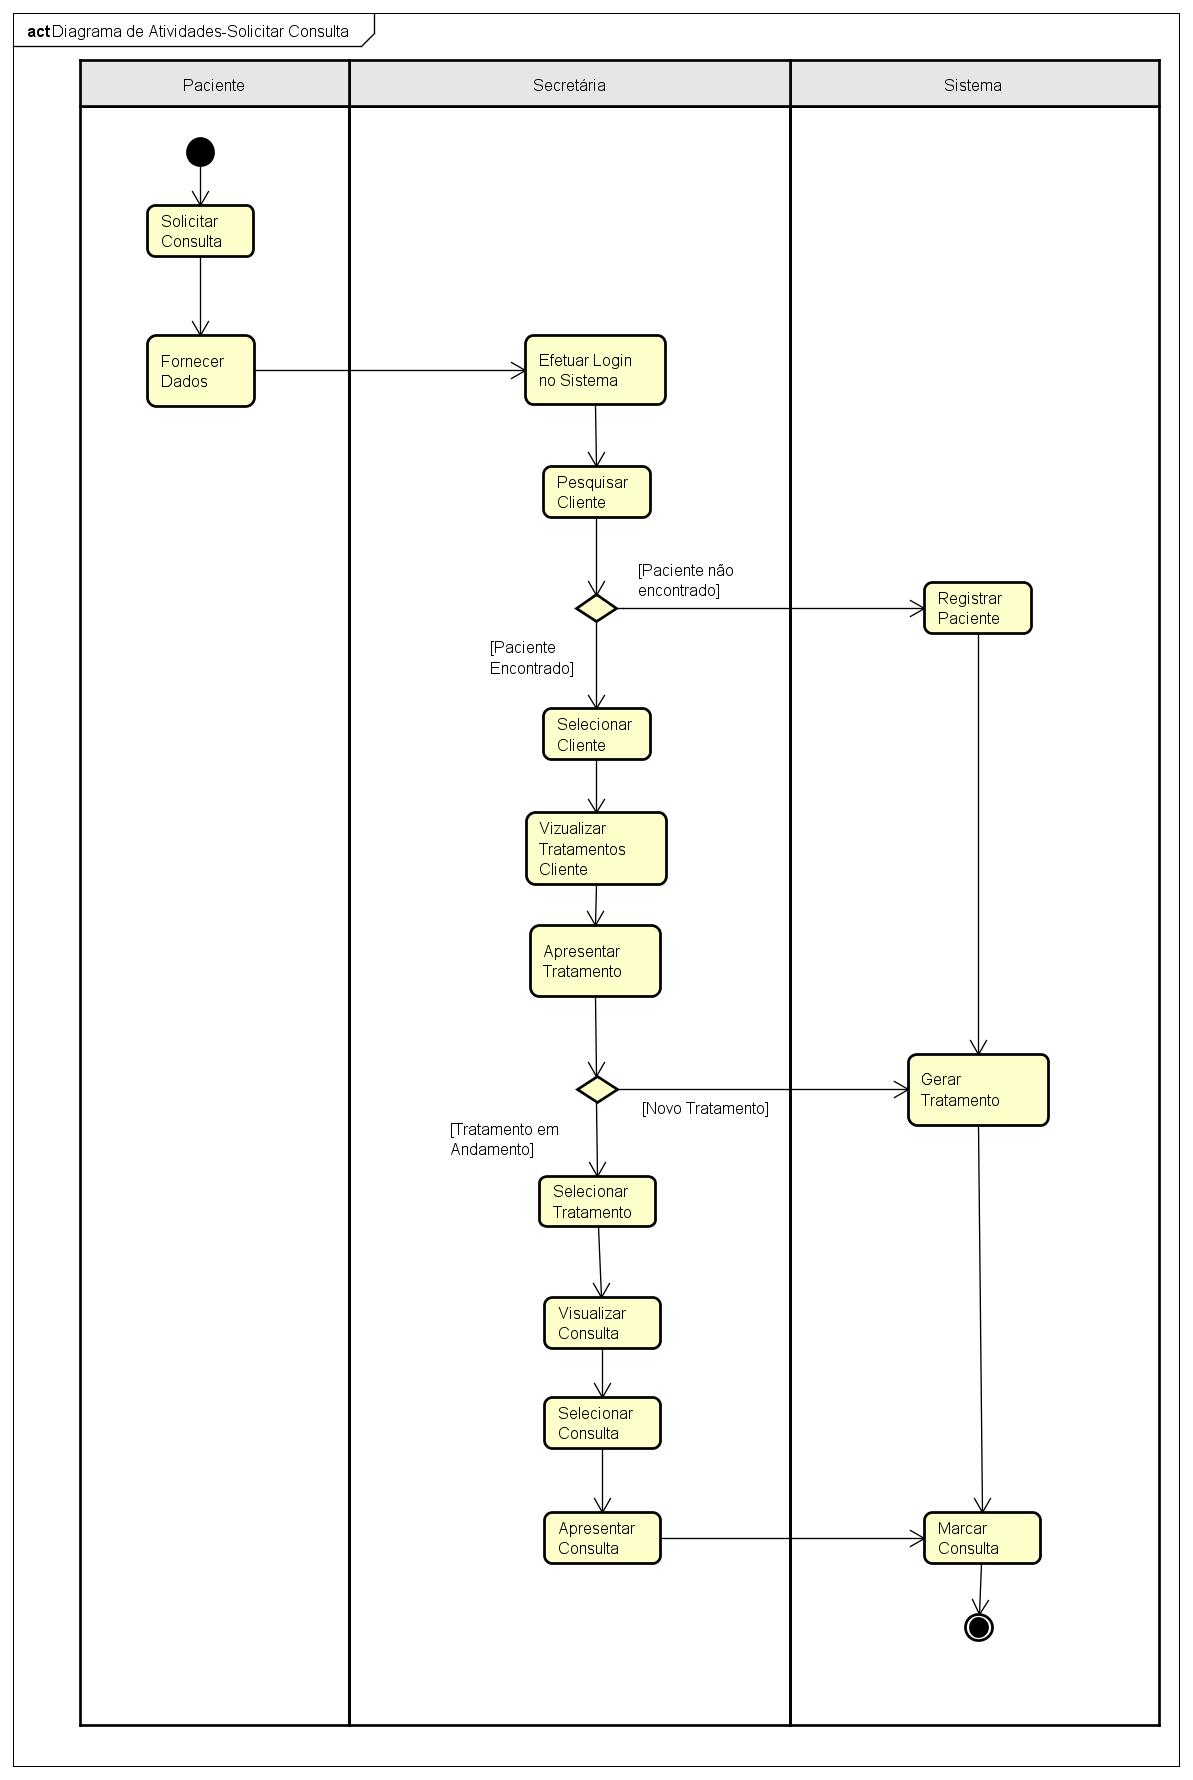 act Diagrama de Atividades-Solicitar Consulta
Paciente
Secretária
Sistema
Solicitar
Consulta
Fornecer
Dados
Efetuar Login
no Sistema
Pesquisar
Cliente
[Paciente não
encontrado]
Registrar
Paciente
[Paciente
Encontrado]
Selecionar
Cliente
Vizualizar
Tratamentos
Cliente
Apresentar
Tratamento
Gerar
Tratamento
[Novo Tratamento]
[Tratamento em
Andamento]
Selecionar
Tratamento
Visualizar
Consulta
Selecionar
Consulta
Apresentar
Consulta
Marcar
Consulta